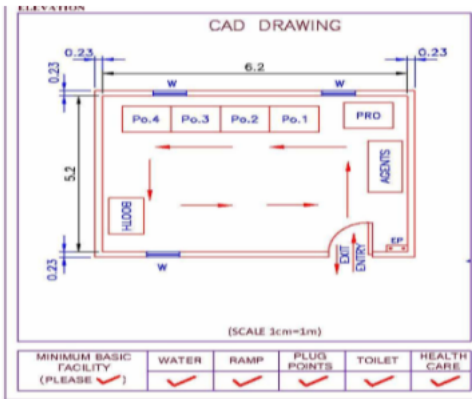 ELEVATION
CAD DRAWING
0.23
6.2
0.23
0.23
W
W
Po.4
Po.3
Po.2
Po.1
PRO
5.2
AGENTS
BOOTH
EP
EXIT
ENTRY
0.23
W
(SCALE 1cm=1m)
MINIMUM BASIC
FACILITY
(PLEASE ✓)
WATER
RAMP
PLUG
POINTS
TOILET
HEALTH
CARE
✓ ✓ ✓ ✓ ✓